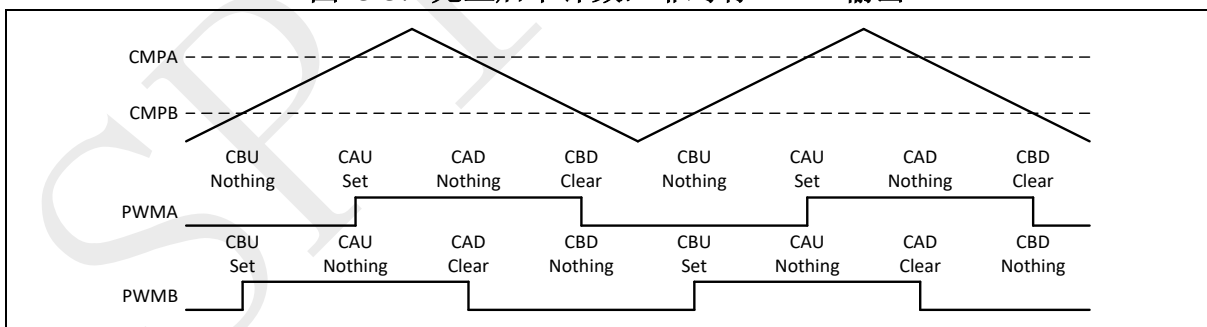 CMPA
CMPB
CBU CAU CAD CBD CBU CAU CAD CBD
Nothing Set Nothing Clear Nothing Set Nothing Clear
PWMA
CBU CAU CAD CBD CBU CAU CAD CBD
Set Nothing Clear Nothing Set Nothing Clear Nothing
PWMB